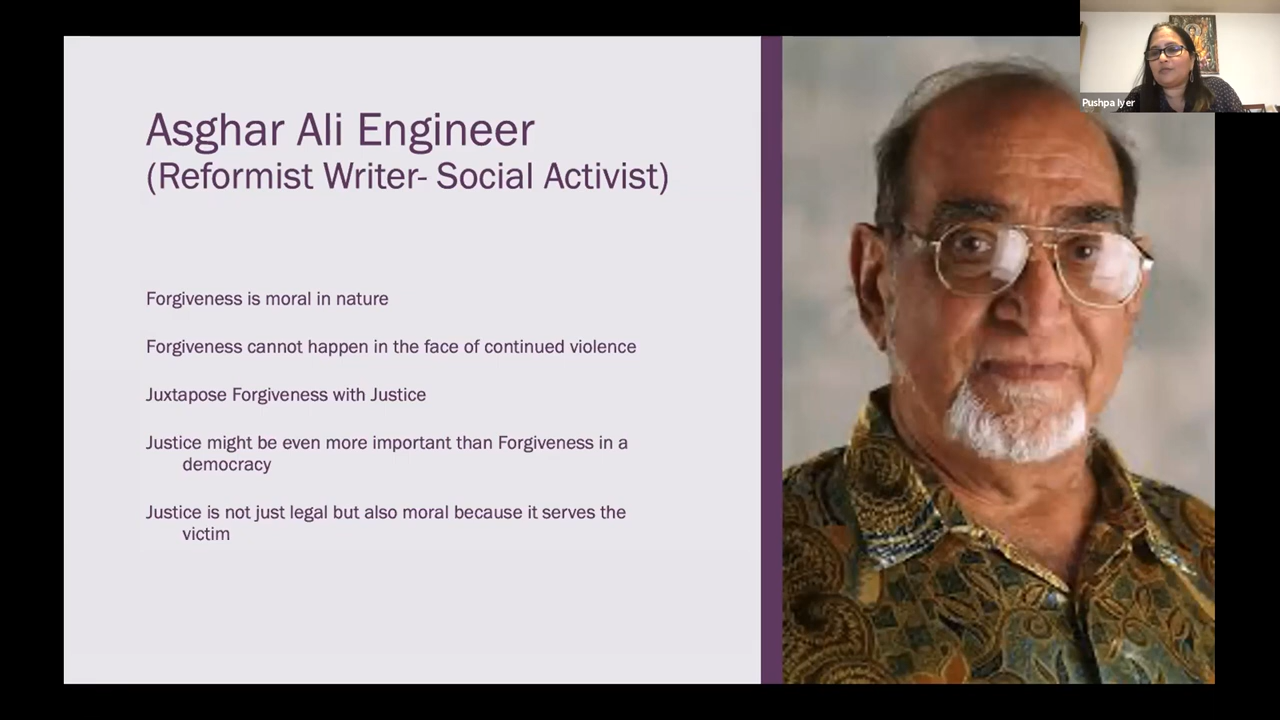 Asghar Ali Engineer
(Reformist Writer- Social Activist)
Forgiveness is moral in nature
Forgiveness cannot happen in the face of continued violence
Juxtapose Forgiveness with Justice
Justice might be even more important than Forgiveness in a
democracy
Justice is not just legal but also moral because it serves the
victim
Pushpa Iyer